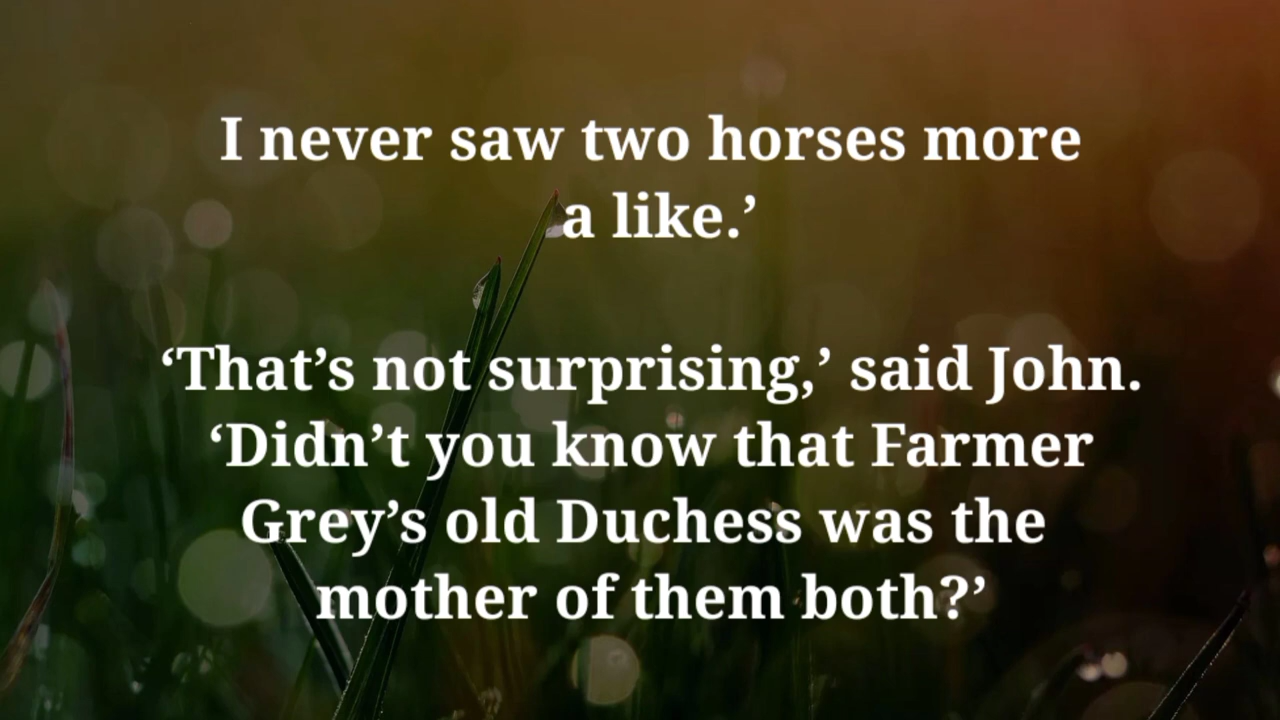 I never saw two horses more
a like.’
‘That’s not surprising,’ said John.
‘Didn’t you know that Farmer
Grey’s old Duchess was the
mother of them both?’